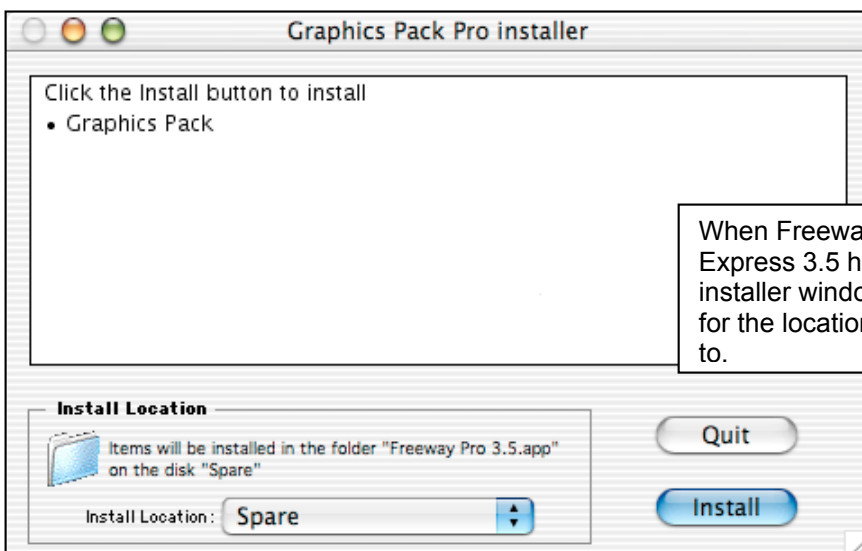 Graphics Pack Pro installer
Click the Install button to install
• Graphics Pack
When Freewa
Express 3.5 h
installer windo
for the location
to.
Install Location
Items will be installed in the folder "Freeway Pro 3.5.app"
on the disk "Spare"
Install Location: Spare
Quit
Install